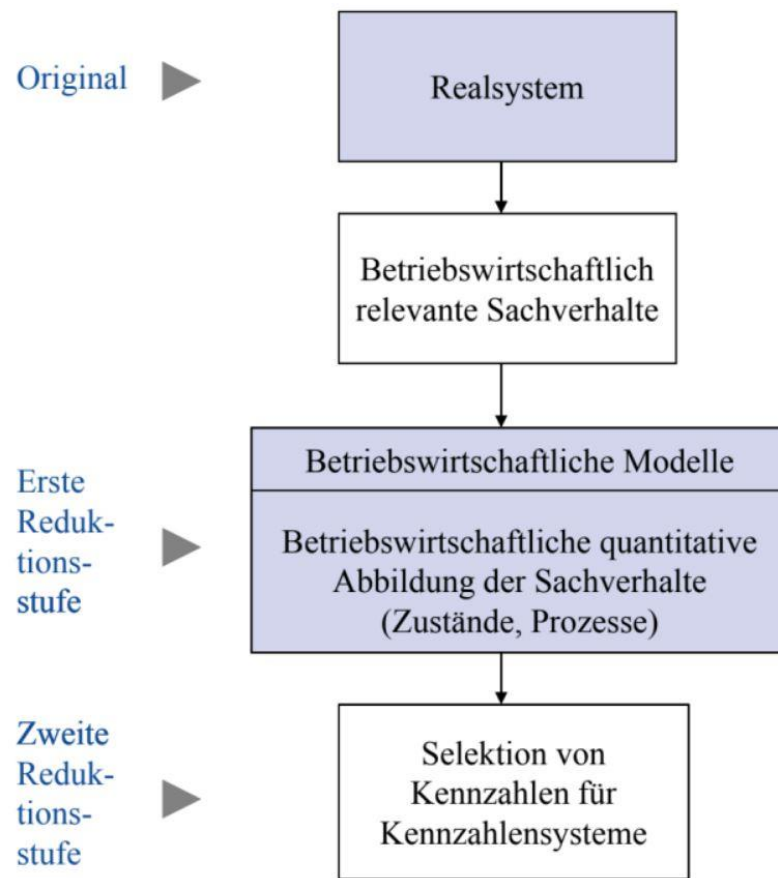 Original
Realsystem
Betriebswirtschaftlich
relevante Sachverhalte
Erste
Reduk-
tions-
stufe
Betriebswirtschaftliche Modelle
Betriebswirtschaftliche quantitative
Abbildung der Sachverhalte
(Zustände, Prozesse)
Zweite
Reduk-
tions-
stufe
Selektion von
Kennzahlen für
Kennzahlensysteme